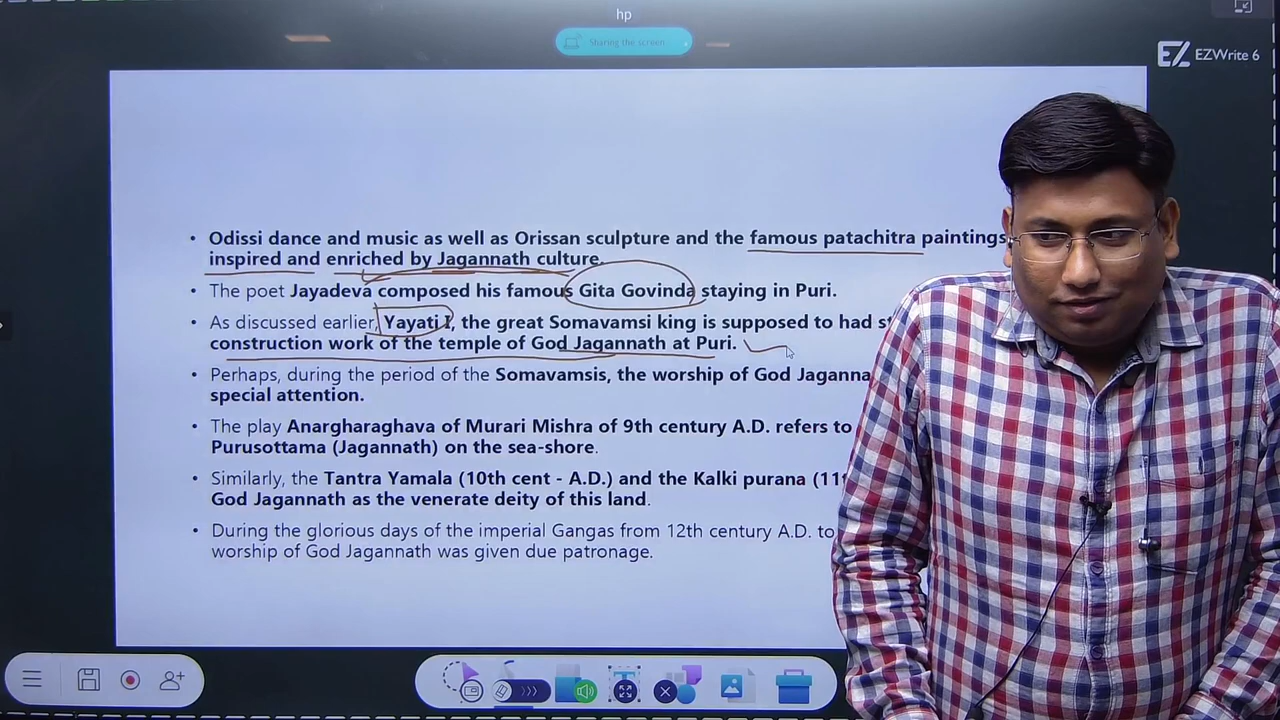 hp
Sharing the screen...
EZ EZWrite 6
• Odissi dance and music as well as Orissan sculpture and the famous patachitra paintings,
inspired and enriched by Jagannath culture.
• The poet Jayadeva composed his famous Gita Govinda staying in Puri.
• As discussed earlier, Yayati I, the great Somavamsi king is supposed to had
construction work of the temple of God Jagannath at Puri.
• Perhaps, during the period of the Somavamsis, the worship of God
special attention.
• The play Anargharaghava of Murari Mishra of 9th century A.D. refers to
Purusottama (Jagannath) on the sea-shore.
• Similarly, the Tantra Yamala (10th cent - A.D.) and the Kalki purana
God Jagannath as the venerate deity of this land.
• During the glorious days of the imperial Gangas from 12th century A.D. to
worship of God Jagannath was given due patronage.